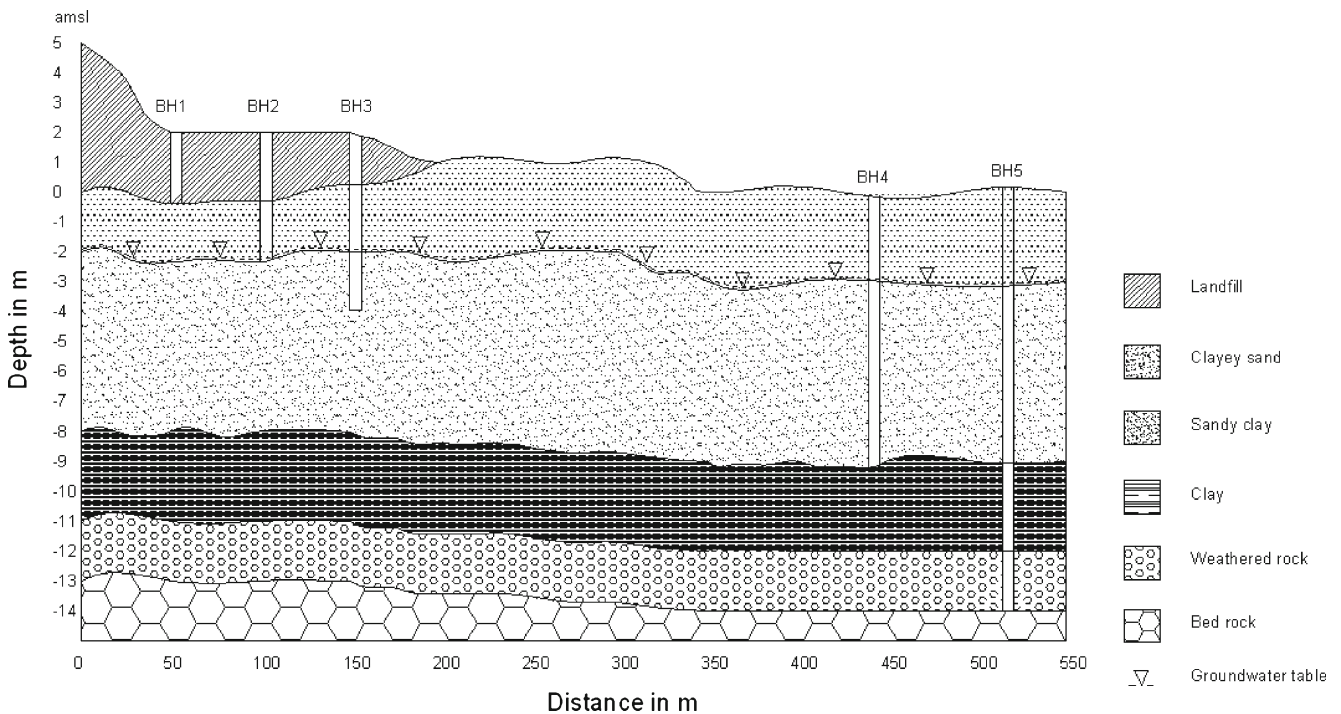 amsl
5
4
3
2
1
0
-1
-2
-3
-4
-5
-6
-7
-8
-9
-10
-11
-12
-13
-14
Depth in m
BH1
BH2
BH3
BH4
BH5
0
50
100
150
200
250
300
350
400
450
500
550
Distance in m
Landfill
Clayey sand
Sandy clay
Clay
Weathered rock
Bed rock
Groundwater table